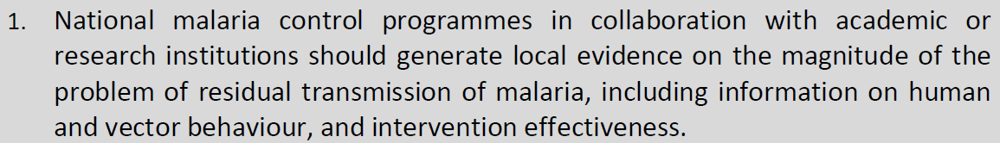 1. National malaria control programmes in collaboration with academic or
research institutions should generate local evidence on the magnitude of the
problem of residual transmission of malaria, including information on human
and vector behaviour, and intervention effectiveness.